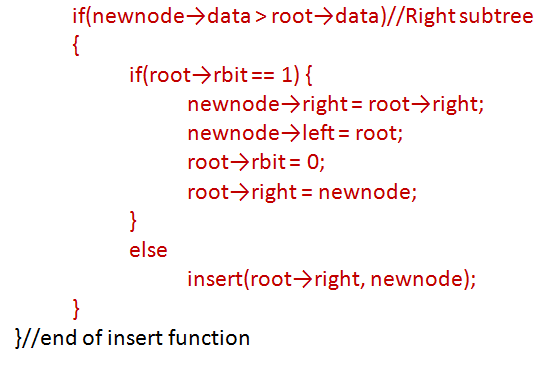 if(newnode→data > root→data)//Right subtree
{
if(root→rbit == 1) {
newnode→right = root→right;
newnode→left = root;
root→rbit = 0;
root→right = newnode;
}
else
insert(root→right, newnode);
}
}//end of insert function